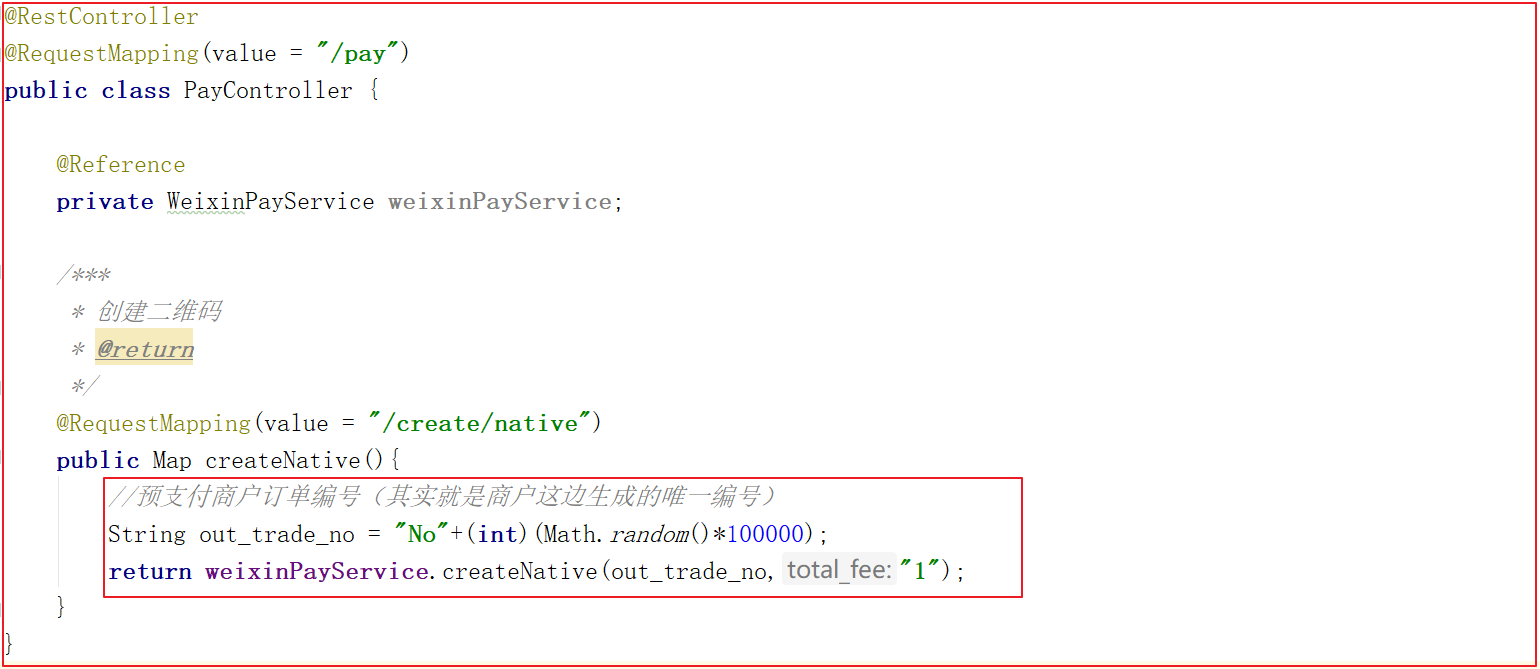 @RestController
@RequestMapping(value = "/pay")
public class PayController {
@Reference
private WeixinPayService weixinPayService;
/***
* 创建二维码
* @return
*/
@RequestMapping(value = "/create/native")
public Map createNative(){
//预支付商户订单编号（其实就是商户这边生成的唯一编号）
String out_trade_no = "No"+(int)(Math.random()*100000);
return weixinPayService.createNative(out_trade_no, total_fee: "1");
}
}